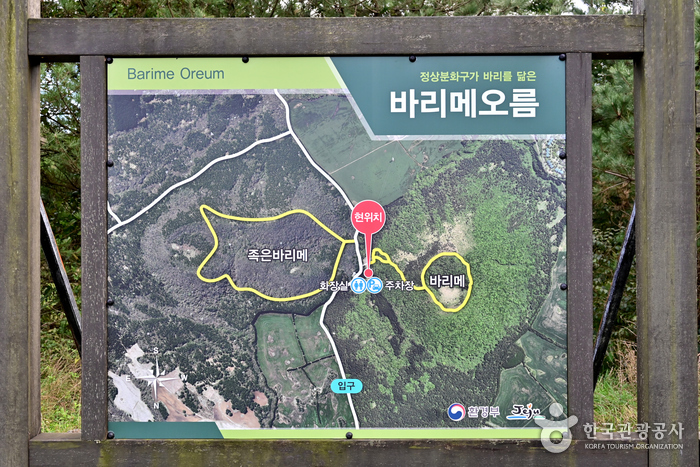 Barime Oreum
정상분화구가 바리를 닮은
바리메오름
현위치
족은바리메
바리메
화장실
주차장
입구
환경부
한국관광공사
KOREA TOURISM ORGANIZATION